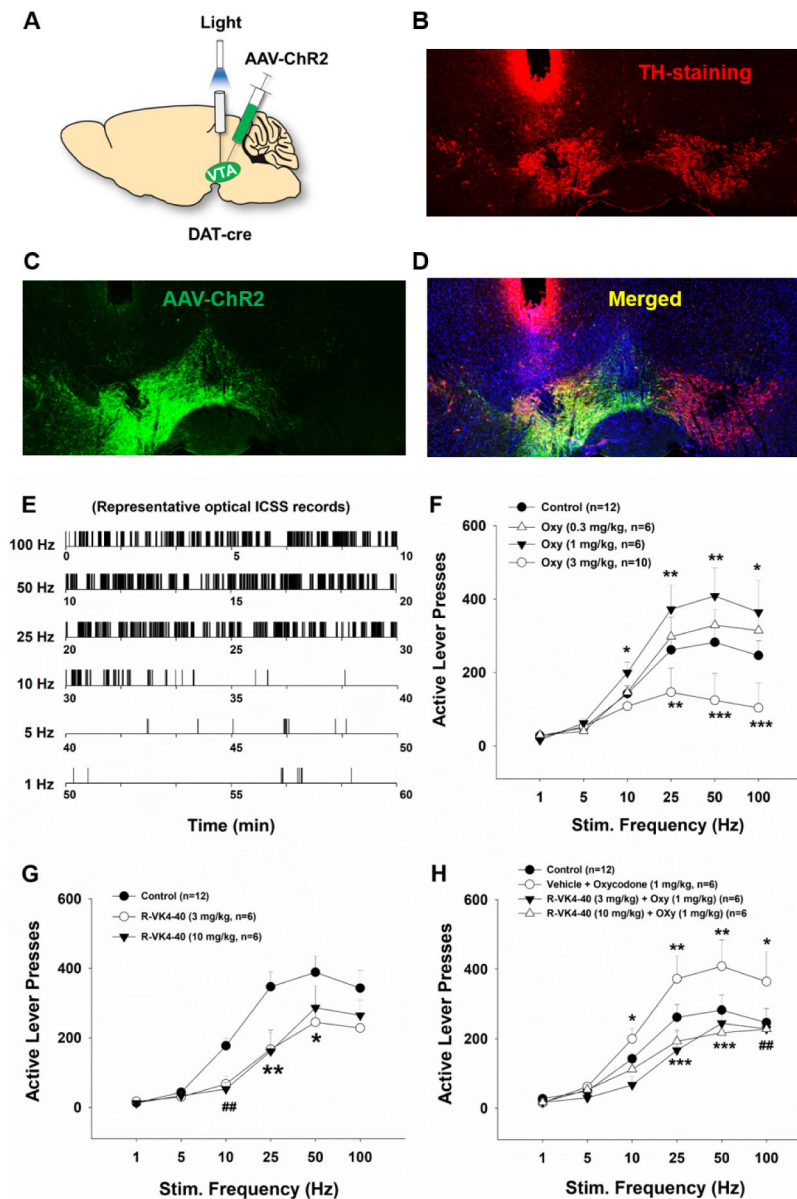 A
Light
AAV-ChR2
VTA
DAT-cre
B
TH-staining
C
AAV-ChR2
D
Merged
E
(Representative optical ICSS records)
100 Hz
0 5 10
50 Hz
10 15 20
25 Hz
20 25 30
10 Hz
30 35 40
5 Hz
40 45 50
1 Hz
50 55 60
Time (min)
F
Control (n=12)
Oxy (0.3 mg/kg, n=6)
Oxy (1 mg/kg, n=6)
Oxy (3 mg/kg, n=10)
Active Lever Presses
600
400
200
0
* ** ** *
** *** ***
1 5 10 25 50 100
Stim. Frequency (Hz)
G
Control (n=12)
R-VK4-40 (3 mg/kg, n=6)
R-VK4-40 (10 mg/kg, n=6)
Active Lever Presses
600
400
200
0
## ** *
1 5 10 25 50 100
Stim. Frequency (Hz)
H
Control (n=12)
Vehicle + Oxycodone (1 mg/kg, n=6)
R-VK4-40 (3 mg/kg) + Oxy (1 mg/kg) (n=6)
R-VK4-40 (10 mg/kg) + OXy (1 mg/kg) (n=6
Active Lever Presses
600
400
200
0
* ** ** *
*** *** ##
1 5 10 25 50 100
Stim. Frequency (Hz)